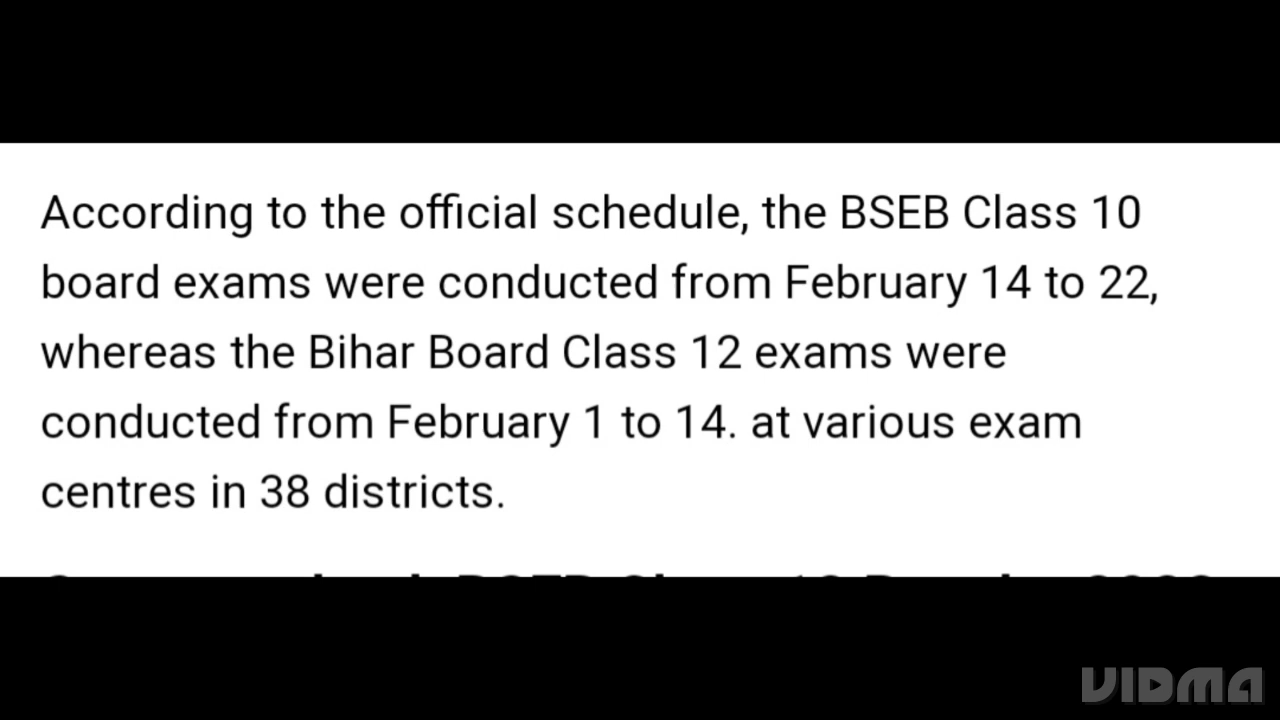 According to the official schedule, the BSEB Class 10
board exams were conducted from February 14 to 22,
whereas the Bihar Board Class 12 exams were
conducted from February 1 to 14. at various exam
centres in 38 districts.
VIDMA